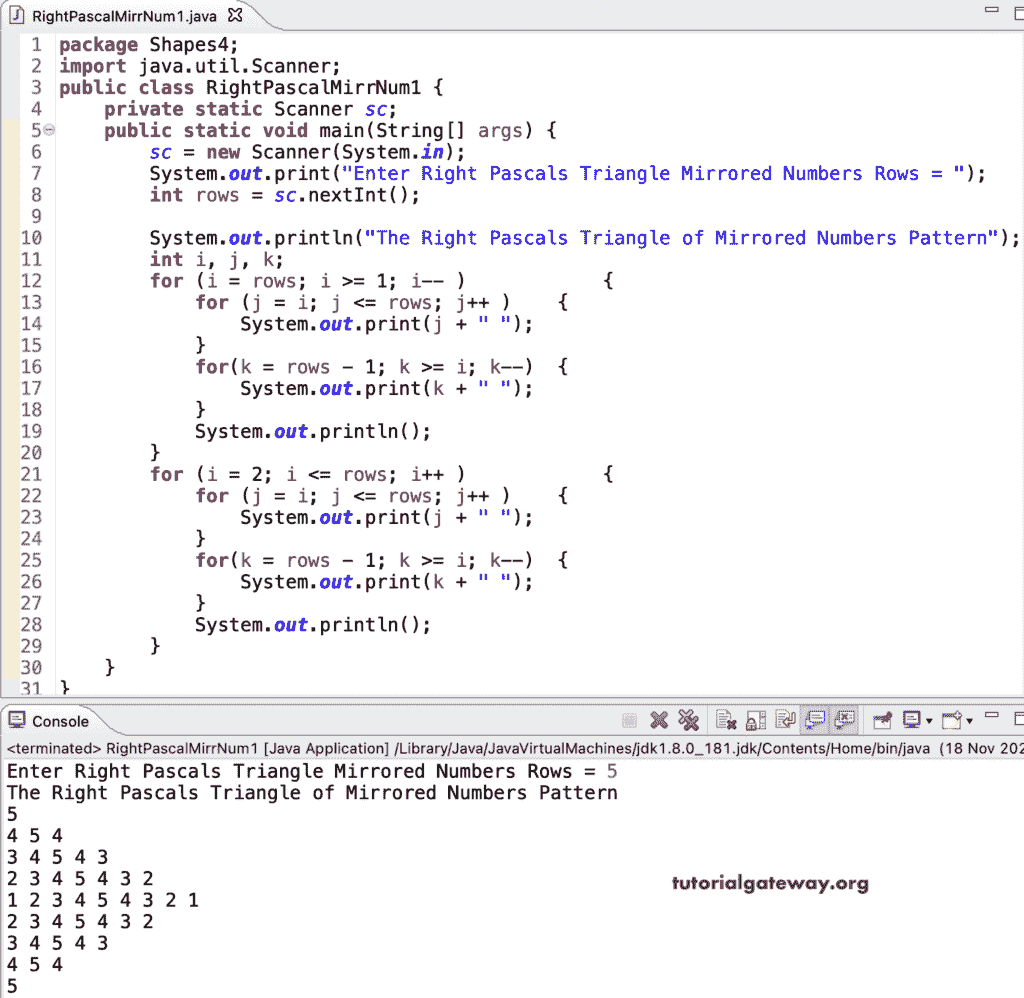 RightPascalMirrNum1.java
1 package Shapes4;
2 import java.util.Scanner;
3 public class RightPascalMirrNum1 {
4     private static Scanner sc;
5     public static void main(String[] args) {
6         sc = new Scanner(System.in);
7         System.out.print("Enter Right Pascals Triangle Mirrored Numbers Rows = ");
8         int rows = sc.nextInt();
9
10         System.out.println("The Right Pascals Triangle of Mirrored Numbers Pattern");
11         int i, j, k;
12         for (i = rows; i >= 1; i-- )             {
13             for (j = i; j <= rows; j++ )     {
14                 System.out.print(j + " ");
15             }
16             for(k = rows - 1; k >= i; k--)   {
17                 System.out.print(k + " ");
18             }
19             System.out.println();
20         }
21         for (i = 2; i <= rows; i++ )             {
22             for (j = i; j <= rows; j++ )     {
23                 System.out.print(j + " ");
24             }
25             for(k = rows - 1; k >= i; k--)   {
26                 System.out.print(k + " ");
27             }
28             System.out.println();
29         }
30     }
31 }
Console
<terminated> RightPascalMirrNum1 [Java Application] /Library/Java/JavaVirtualMachines/jdk1.8.0_181.jdk/Contents/Home/bin/java (18 Nov 202
Enter Right Pascals Triangle Mirrored Numbers Rows = 5
The Right Pascals Triangle of Mirrored Numbers Pattern
5
4 5 4
3 4 5 4 3
2 3 4 5 4 3 2
1 2 3 4 5 4 3 2 1
2 3 4 5 4 3 2
3 4 5 4 3
4 5 4
5
tutorialgateway.org